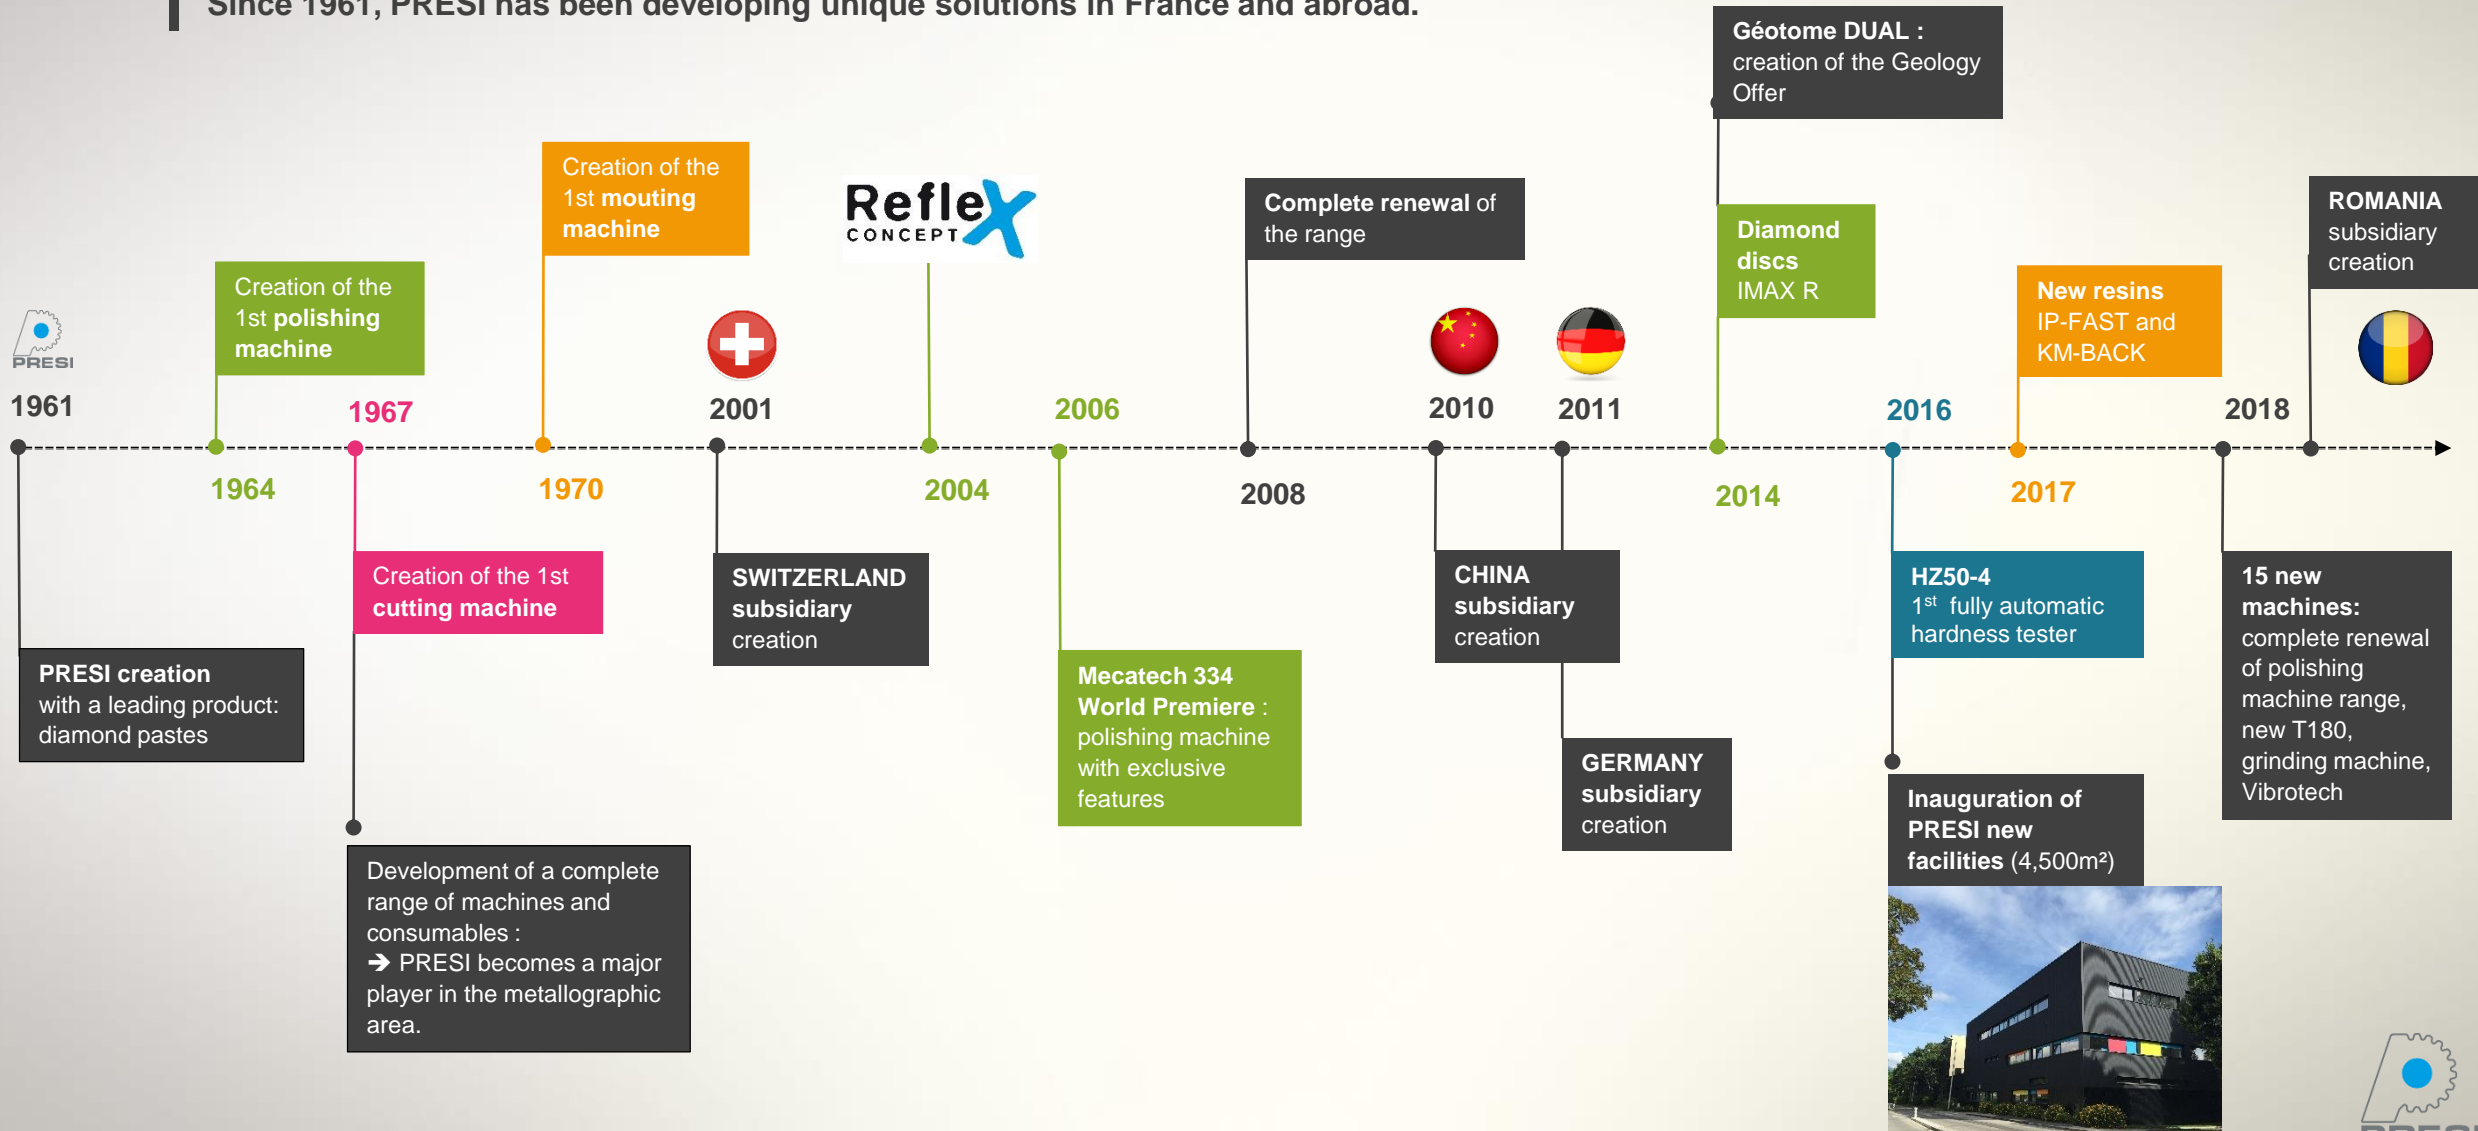 Since 1961, PRESI has been developing unique solutions in France and abroad.
Géotome DUAL :
creation of the Geology
Offer
Creation of the
1st mouting
machine
Reflex
CONCEPT
Complete renewal of
the range
Diamond
discs
IMAX R
ROMANIA
subsidiary
creation
Creation of the
1st polishing
machine
New resins
IP-FAST and
KM-BACK
PRESI
1961
1967
2001
2006
2010
2011
2016
2018
1964
1970
2004
2008
2014
2017
Creation of the 1st
cutting machine
SWITZERLAND
subsidiary
creation
CHINA
subsidiary
creation
HZ50-4
1st fully automatic
hardness tester
15 new
machines:
complete renewal
of polishing
machine range,
new T180,
grinding machine,
Vibrotech
PRESI creation
with a leading product:
diamond pastes
Mecatech 334
World Premiere :
polishing machine
with exclusive
features
GERMANY
subsidiary
creation
Inauguration of
PRESI new
facilities (4,500m²)
Development of a complete
range of machines and
consumables :
➔ PRESI becomes a major
player in the metallographic
area.
PRESI